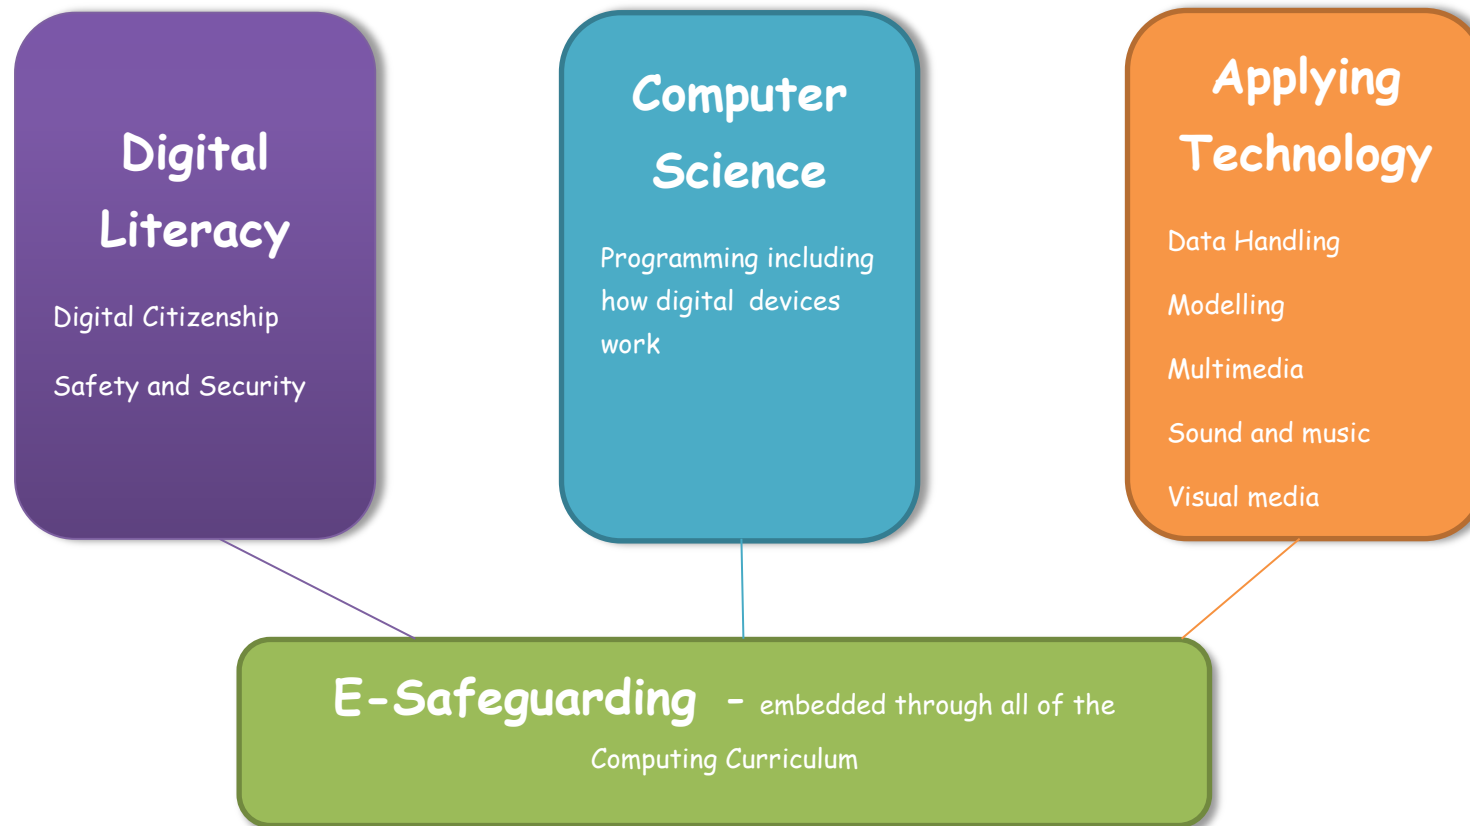 Digital
Literacy
Digital Citizenship
Safety and Security
Computer
Science
Programming including
how digital  devices
work
Applying
Technology
Data Handling
Modelling
Multimedia
Sound and music
Visual media
E-Safeguarding  - embedded through all of the
Computing Curriculum